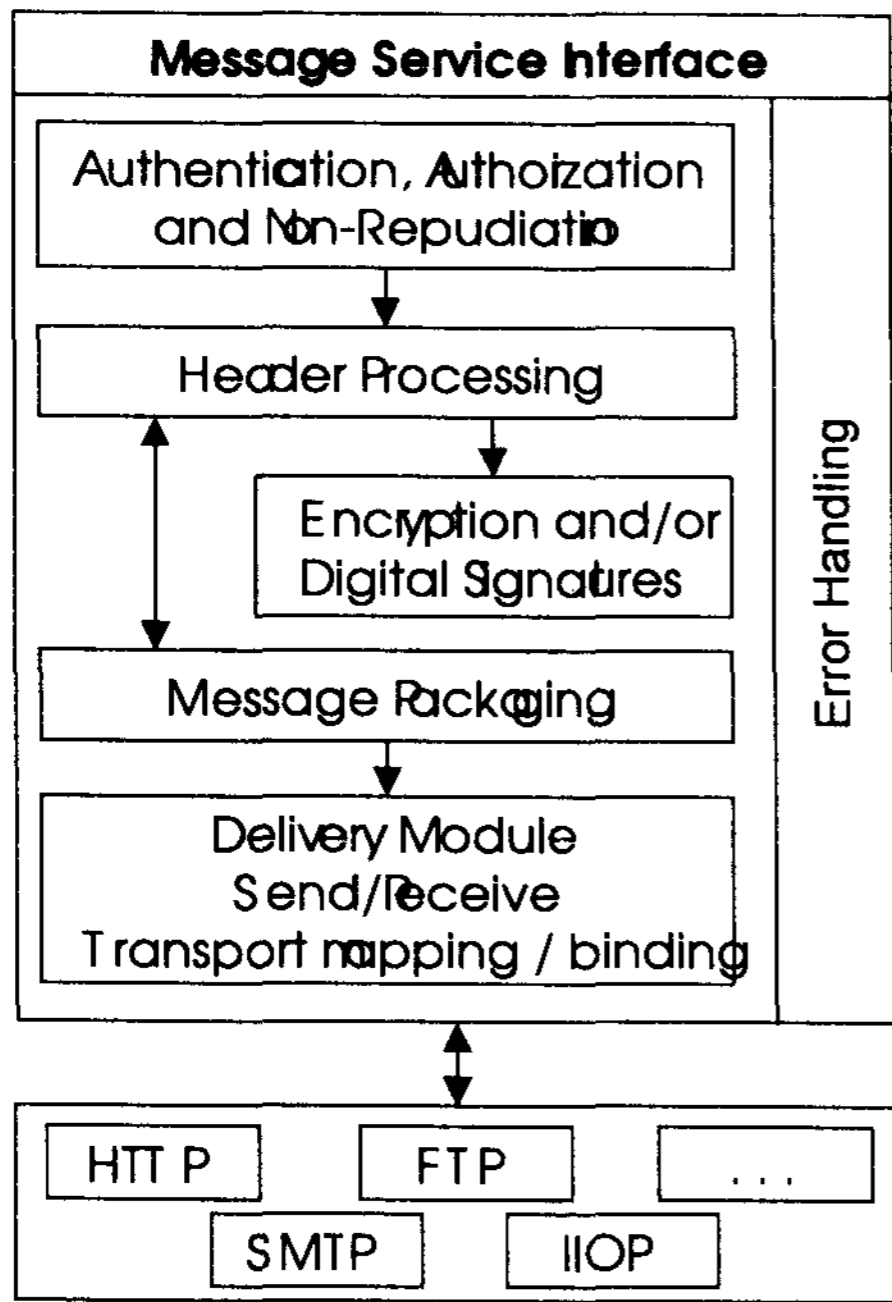 Message Service Interface
Authentication, Authorization
and Non-Repudiation
Header Processing
Encryption and/or
Digital Signatures
Message Packaging
Delivery Module
Send/Receive
Transport mapping / binding
Error Handling
HTTP
FTP
. . .
SMTP
IIOP